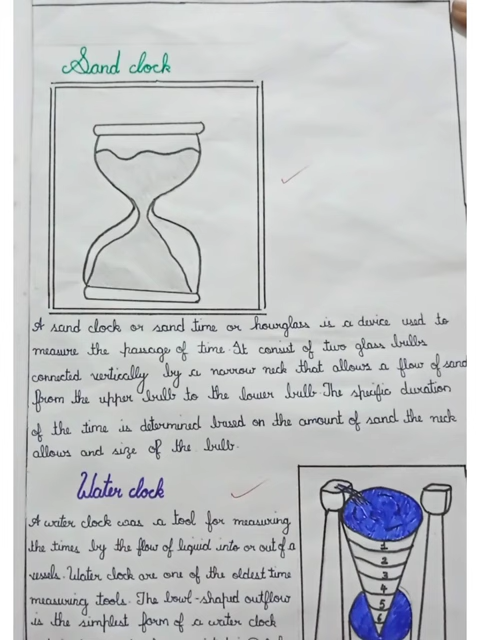 Sand clock
A sand clock or sand time or hourglass is a device used to
measure the passage of time. It consist of two glass bulbs
connected vertically by a narrow neck that allows a flow of sand
from the upper bulb to the lower bulb The specific duration
of the time is determined based on the amount of sand the neck
allows and size of the bulb.
Water clock
A water clock was a tool for measuring
the times by the flow of liquid into or out of a
vessels. Water clock are one of the oldest time
measuring tools. The bowl-shaped outflow
is the simplest form of a water clock
1
2
3
4
5
6